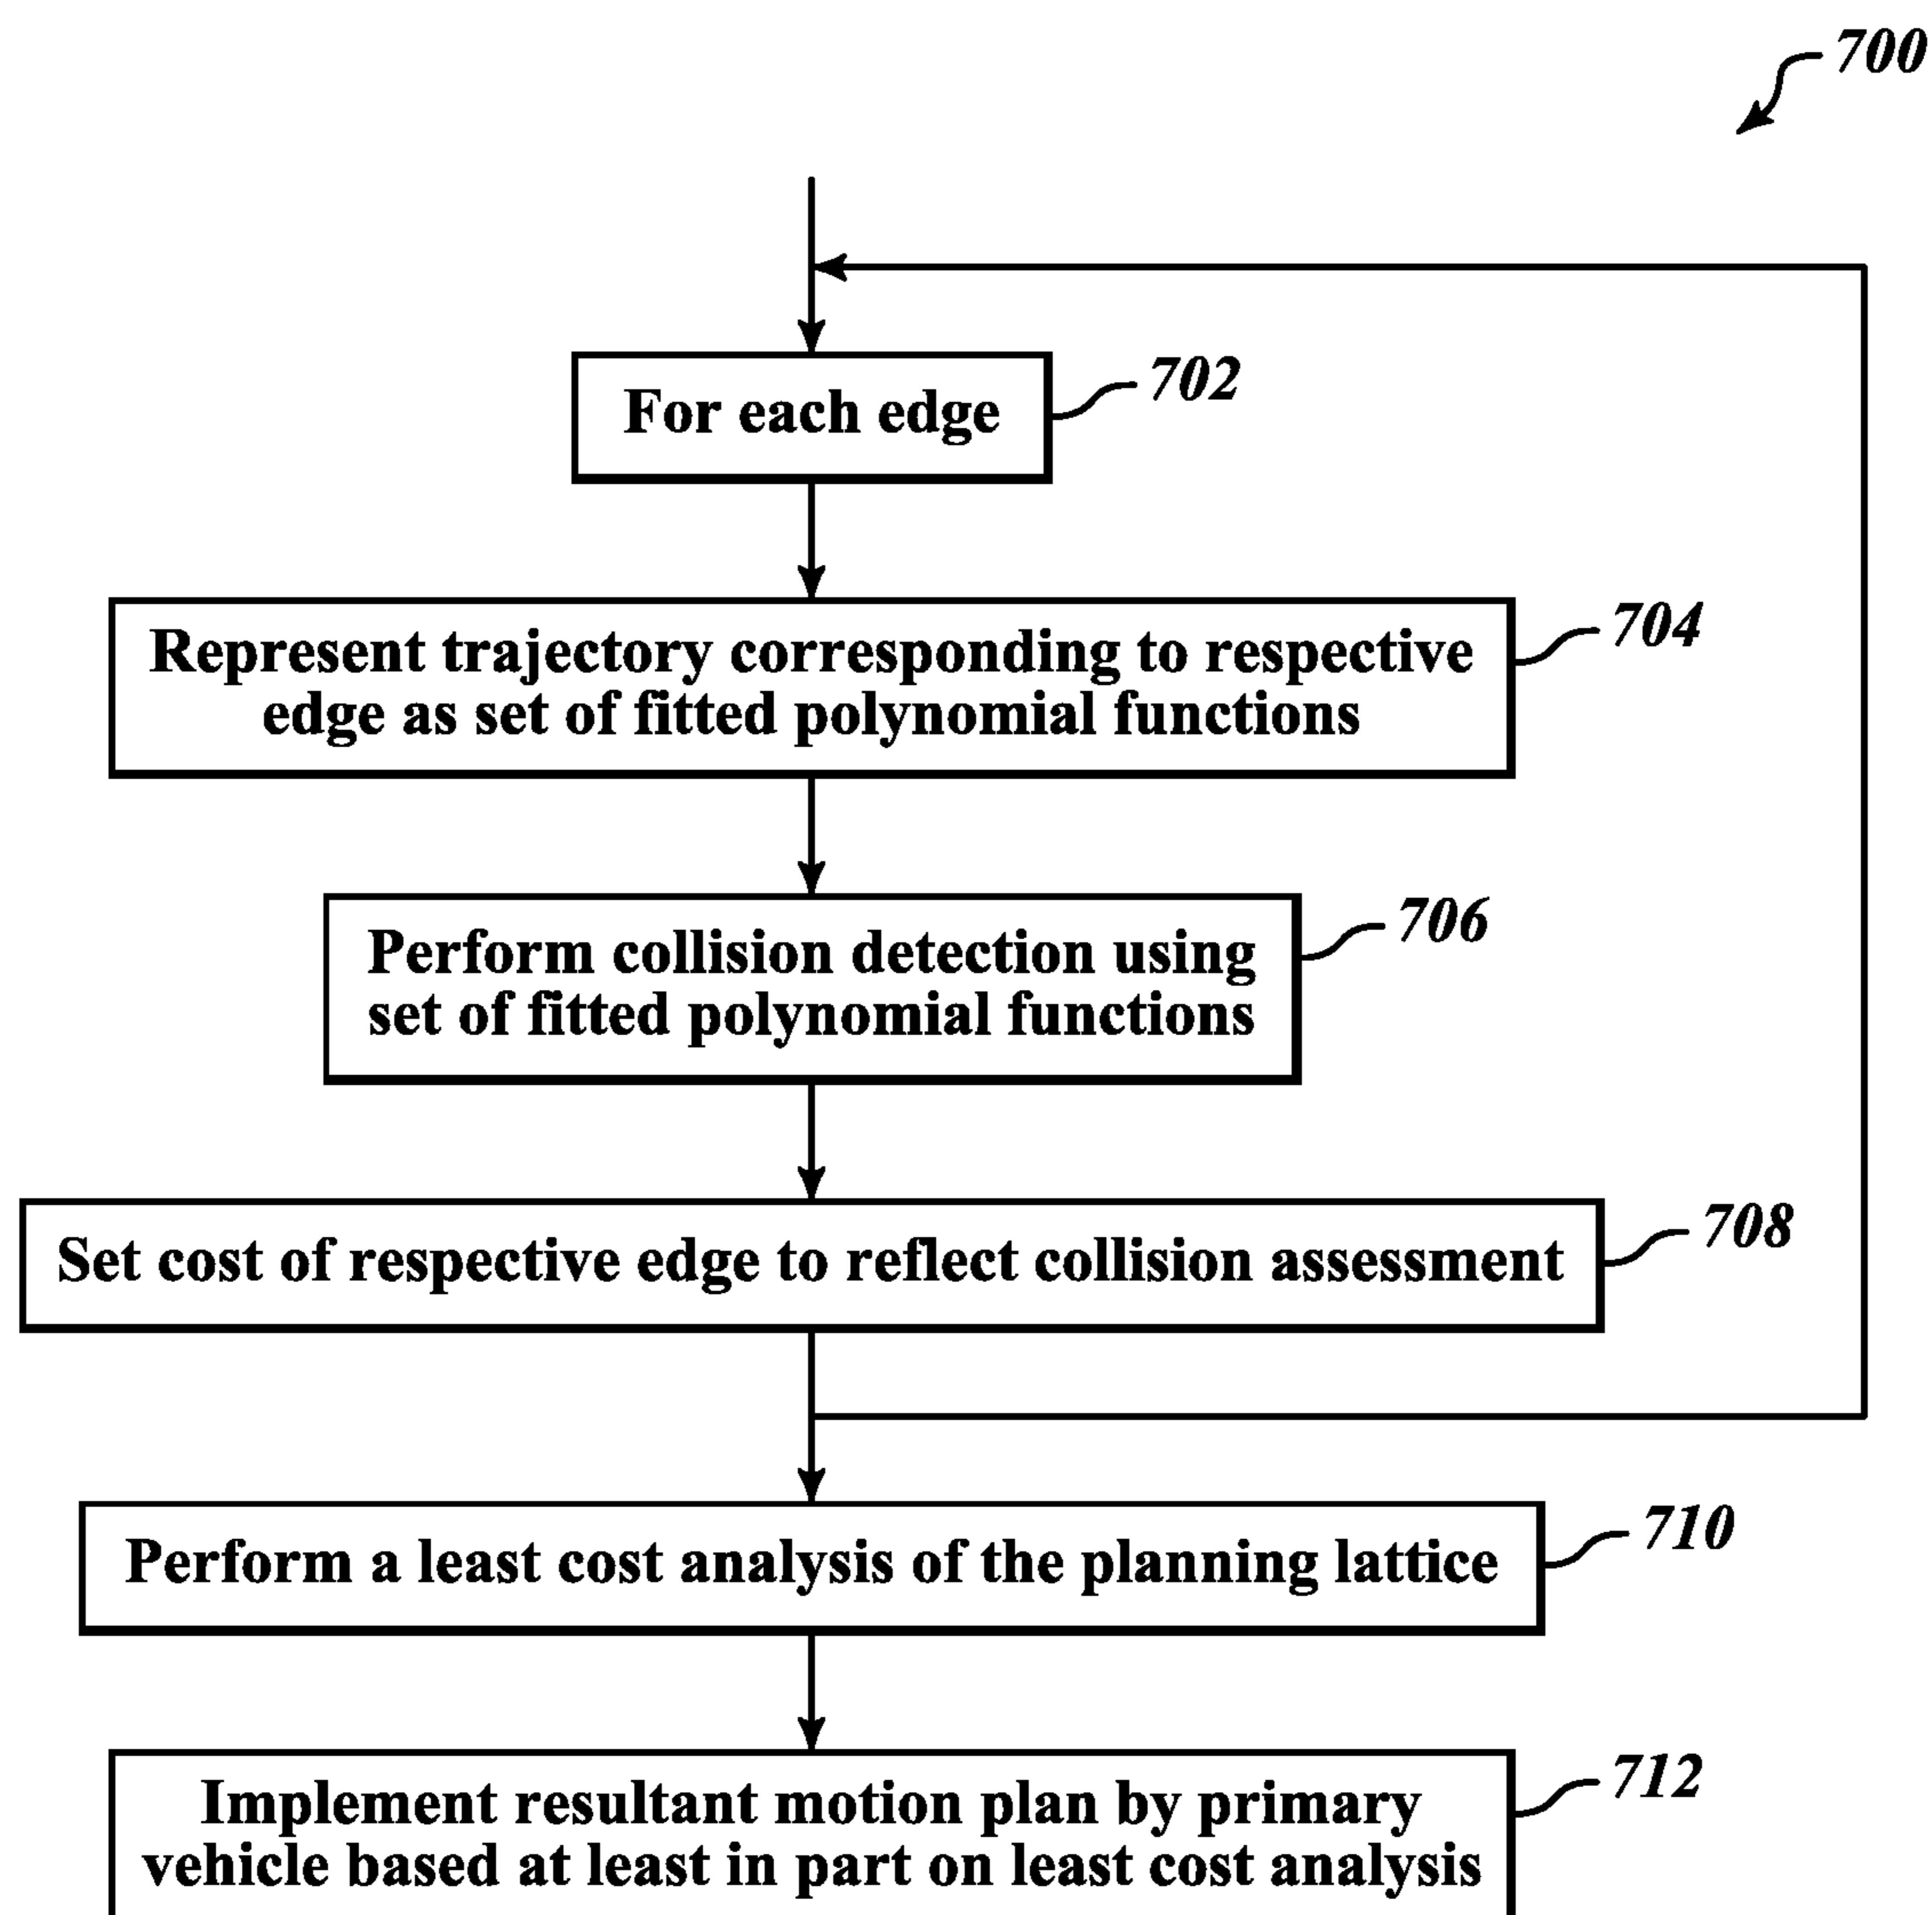 700
For each edge
702
Represent trajectory corresponding to respective
edge as set of fitted polynomial functions
704
Perform collision detection using
set of fitted polynomial functions
706
Set cost of respective edge to reflect collision assessment
708
Perform a least cost analysis of the planning lattice
710
Implement resultant motion plan by primary
vehicle based at least in part on least cost analysis
712